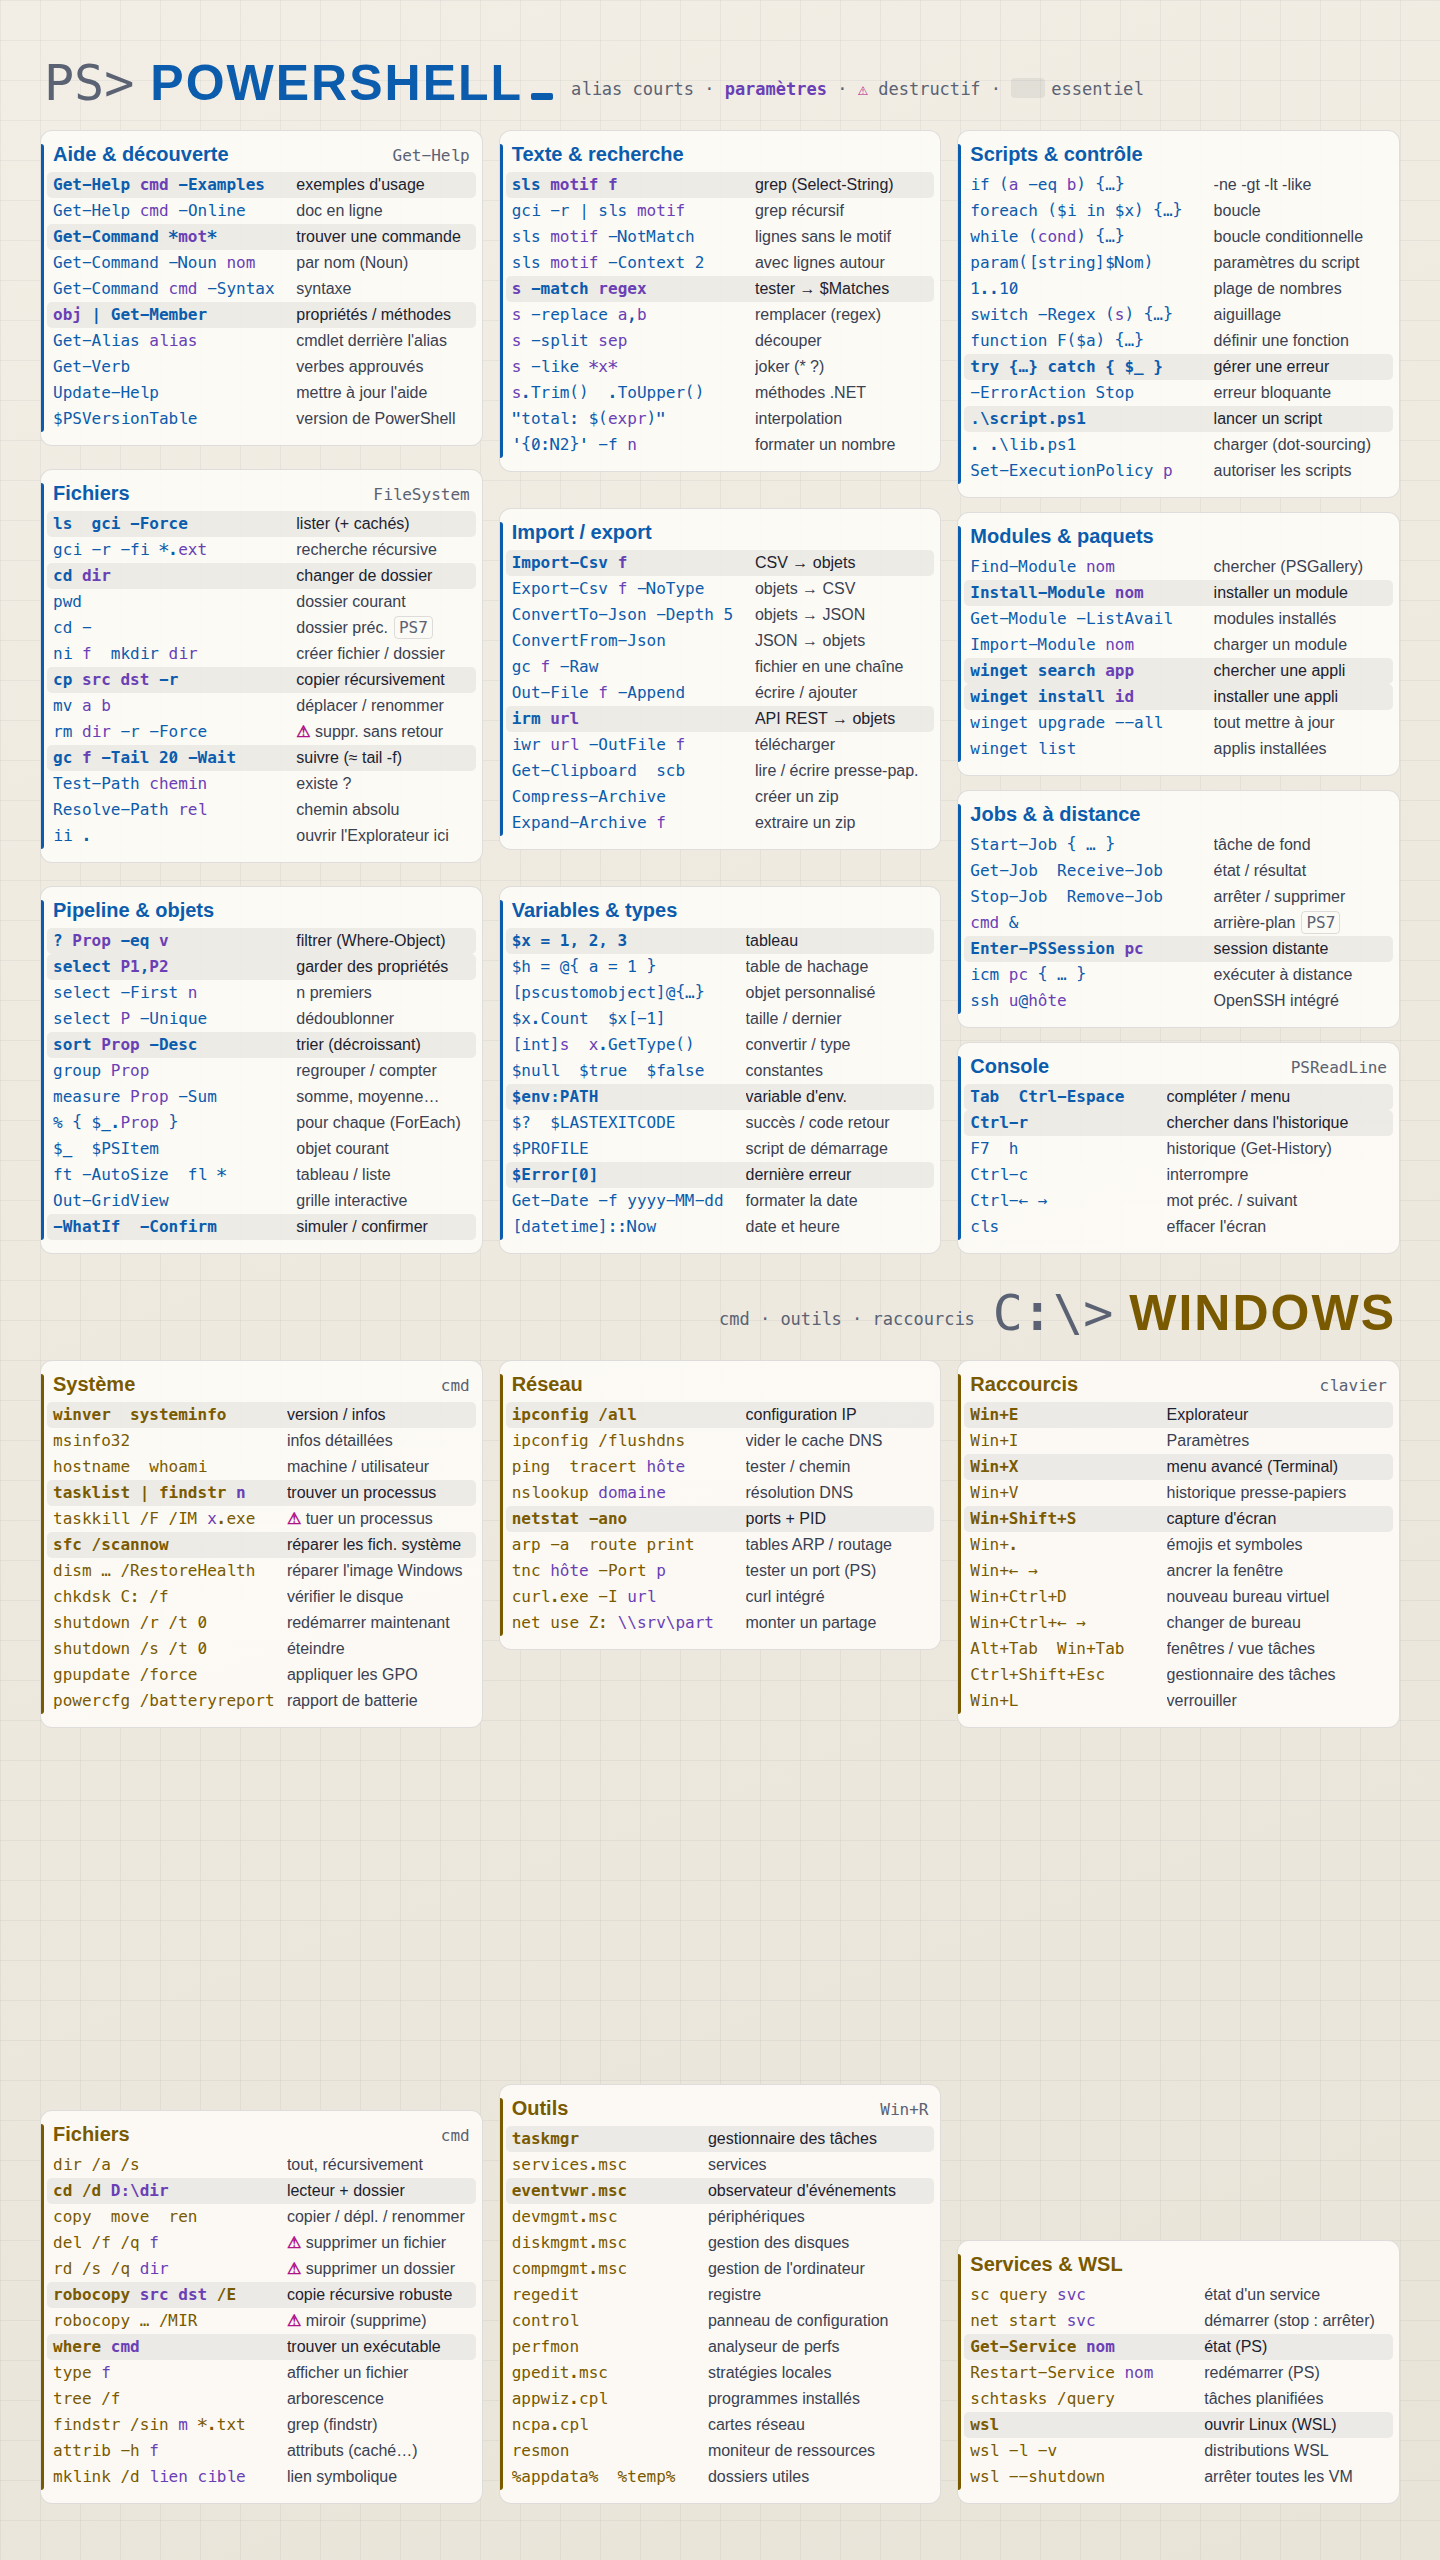 PS> POWERSHELL_ alias courts · paramètres · ⚠ destructif · essentiel
Aide & découverte Get-Help
Get-Help cmd -Examples exemples d'usage
Get-Help cmd -Online doc en ligne
Get-Command *mot* trouver une commande
Get-Command -Noun nom par nom (Noun)
Get-Command cmd -Syntax syntaxe
obj | Get-Member propriétés / méthodes
Get-Alias alias cmdlet derrière l'alias
Get-Verb verbes approuvés
Update-Help mettre à jour l'aide
$PSVersionTable version de PowerShell
Fichiers FileSystem
ls gci -Force lister (+ cachés)
gci -r -fi *.ext recherche récursive
cd dir changer de dossier
pwd dossier courant
cd - dossier préc. PS7
ni f mkdir dir créer fichier / dossier
cp src dst -r copier récursivement
mv a b déplacer / renommer
rm dir -r -Force ⚠ suppr. sans retour
gc f -Tail 20 -Wait suivre (≈ tail -f)
Test-Path chemin existe ?
Resolve-Path rel chemin absolu
ii . ouvrir l'Explorateur ici
Pipeline & objets
? Prop -eq v filtrer (Where-Object)
select P1,P2 garder des propriétés
select -First n n premiers
select P -Unique dédoublonner
sort Prop -Desc trier (décroissant)
group Prop regrouper / compter
measure Prop -Sum somme, moyenne…
% { $_.Prop } pour chaque (ForEach)
$_ $PSItem objet courant
ft -AutoSize fl * tableau / liste
Out-GridView grille interactive
-WhatIf -Confirm simuler / confirmer
Texte & recherche
sls motif f grep (Select-String)
gci -r | sls motif grep récursif
sls motif -NotMatch lignes sans le motif
sls motif -Context 2 avec lignes autour
s -match regex tester → $Matches
s -replace a,b remplacer (regex)
s -split sep découper
s -like *x* joker (* ?)
s.Trim() .ToUpper() méthodes .NET
"total: $(expr)" interpolation
'{0:N2}' -f n formater un nombre
Import / export
Import-Csv f CSV → objets
Export-Csv f -NoType objets → CSV
ConvertTo-Json -Depth 5 objets → JSON
ConvertFrom-Json JSON → objets
gc f -Raw fichier en une chaîne
Out-File f -Append écrire / ajouter
irm url API REST → objets
iwr url -OutFile f télécharger
Get-Clipboard scb lire / écrire presse-pap.
Compress-Archive créer un zip
Expand-Archive f extraire un zip
Variables & types
$x = 1, 2, 3 tableau
$h = @{ a = 1 } table de hachage
[pscustomobject]@{…} objet personnalisé
$x.Count $x[-1] taille / dernier
[int]s x.GetType() convertir / type
$null $true $false constantes
$env:PATH variable d'env.
$? $LASTEXITCODE succès / code retour
$PROFILE script de démarrage
$Error[0] dernière erreur
Get-Date -f yyyy-MM-dd formater la date
[datetime]::Now date et heure
Scripts & contrôle
if (a -eq b) {…} -ne -gt -lt -like
foreach ($i in $x) {…} boucle
while (cond) {…} boucle conditionnelle
param([string]$Nom) paramètres du script
1..10 plage de nombres
switch -Regex (s) {…} aiguillage
function F($a) {…} définir une fonction
try {…} catch { $_ } gérer une erreur
-ErrorAction Stop erreur bloquante
.\script.ps1 lancer un script
. .\lib.ps1 charger (dot-sourcing)
Set-ExecutionPolicy p autoriser les scripts
Modules & paquets
Find-Module nom chercher (PSGallery)
Install-Module nom installer un module
Get-Module -ListAvail modules installés
Import-Module nom charger un module
winget search app chercher une appli
winget install id installer une appli
winget upgrade --all tout mettre à jour
winget list applis installées
Jobs & à distance
Start-Job { … } tâche de fond
Get-Job Receive-Job état / résultat
Stop-Job Remove-Job arrêter / supprimer
cmd & arrière-plan PS7
Enter-PSSession pc session distante
icm pc { … } exécuter à distance
ssh u@hôte OpenSSH intégré
Console PSReadLine
Tab Ctrl-Espace compléter / menu
Ctrl-r chercher dans l'historique
F7 h historique (Get-History)
Ctrl-c interrompre
Ctrl-← → mot préc. / suivant
cls effacer l'écran
cmd · outils · raccourcis C:\> WINDOWS
Système cmd
winver systeminfo version / infos
msinfo32 infos détaillées
hostname whoami machine / utilisateur
tasklist | findstr n trouver un processus
taskkill /F /IM x.exe ⚠ tuer un processus
sfc /scannow réparer les fich. système
dism … /RestoreHealth réparer l'image Windows
chkdsk C: /f vérifier le disque
shutdown /r /t 0 redémarrer maintenant
shutdown /s /t 0 éteindre
gpupdate /force appliquer les GPO
powercfg /batteryreport rapport de batterie
Fichiers cmd
dir /a /s tout, récursivement
cd /d D:\dir lecteur + dossier
copy move ren copier / dépl. / renommer
del /f /q f ⚠ supprimer un fichier
rd /s /q dir ⚠ supprimer un dossier
robocopy src dst /E copie récursive robuste
robocopy … /MIR ⚠ miroir (supprime)
where cmd trouver un exécutable
type f afficher un fichier
tree /f arborescence
findstr /sin m *.txt grep (findstr)
attrib -h f attributs (caché…)
mklink /d lien cible lien symbolique
Réseau
ipconfig /all configuration IP
ipconfig /flushdns vider le cache DNS
ping tracert hôte tester / chemin
nslookup domaine résolution DNS
netstat -ano ports + PID
arp -a route print tables ARP / routage
tnc hôte -Port p tester un port (PS)
curl.exe -I url curl intégré
net use Z: \\srv\part monter un partage
Outils Win+R
taskmgr gestionnaire des tâches
services.msc services
eventvwr.msc observateur d'événements
devmgmt.msc périphériques
diskmgmt.msc gestion des disques
compmgmt.msc gestion de l'ordinateur
regedit registre
control panneau de configuration
perfmon analyseur de perfs
gpedit.msc stratégies locales
appwiz.cpl programmes installés
ncpa.cpl cartes réseau
resmon moniteur de ressources
%appdata% %temp% dossiers utiles
Raccourcis clavier
Win+E Explorateur
Win+I Paramètres
Win+X menu avancé (Terminal)
Win+V historique presse-papiers
Win+Shift+S capture d'écran
Win+. émojis et symboles
Win+← → ancrer la fenêtre
Win+Ctrl+D nouveau bureau virtuel
Win+Ctrl+← → changer de bureau
Alt+Tab Win+Tab fenêtres / vue tâches
Ctrl+Shift+Esc gestionnaire des tâches
Win+L verrouiller
Services & WSL
sc query svc état d'un service
net start svc démarrer (stop : arrêter)
Get-Service nom état (PS)
Restart-Service nom redémarrer (PS)
schtasks /query tâches planifiées
wsl ouvrir Linux (WSL)
wsl -l -v distributions WSL
wsl --shutdown arrêter toutes les VM